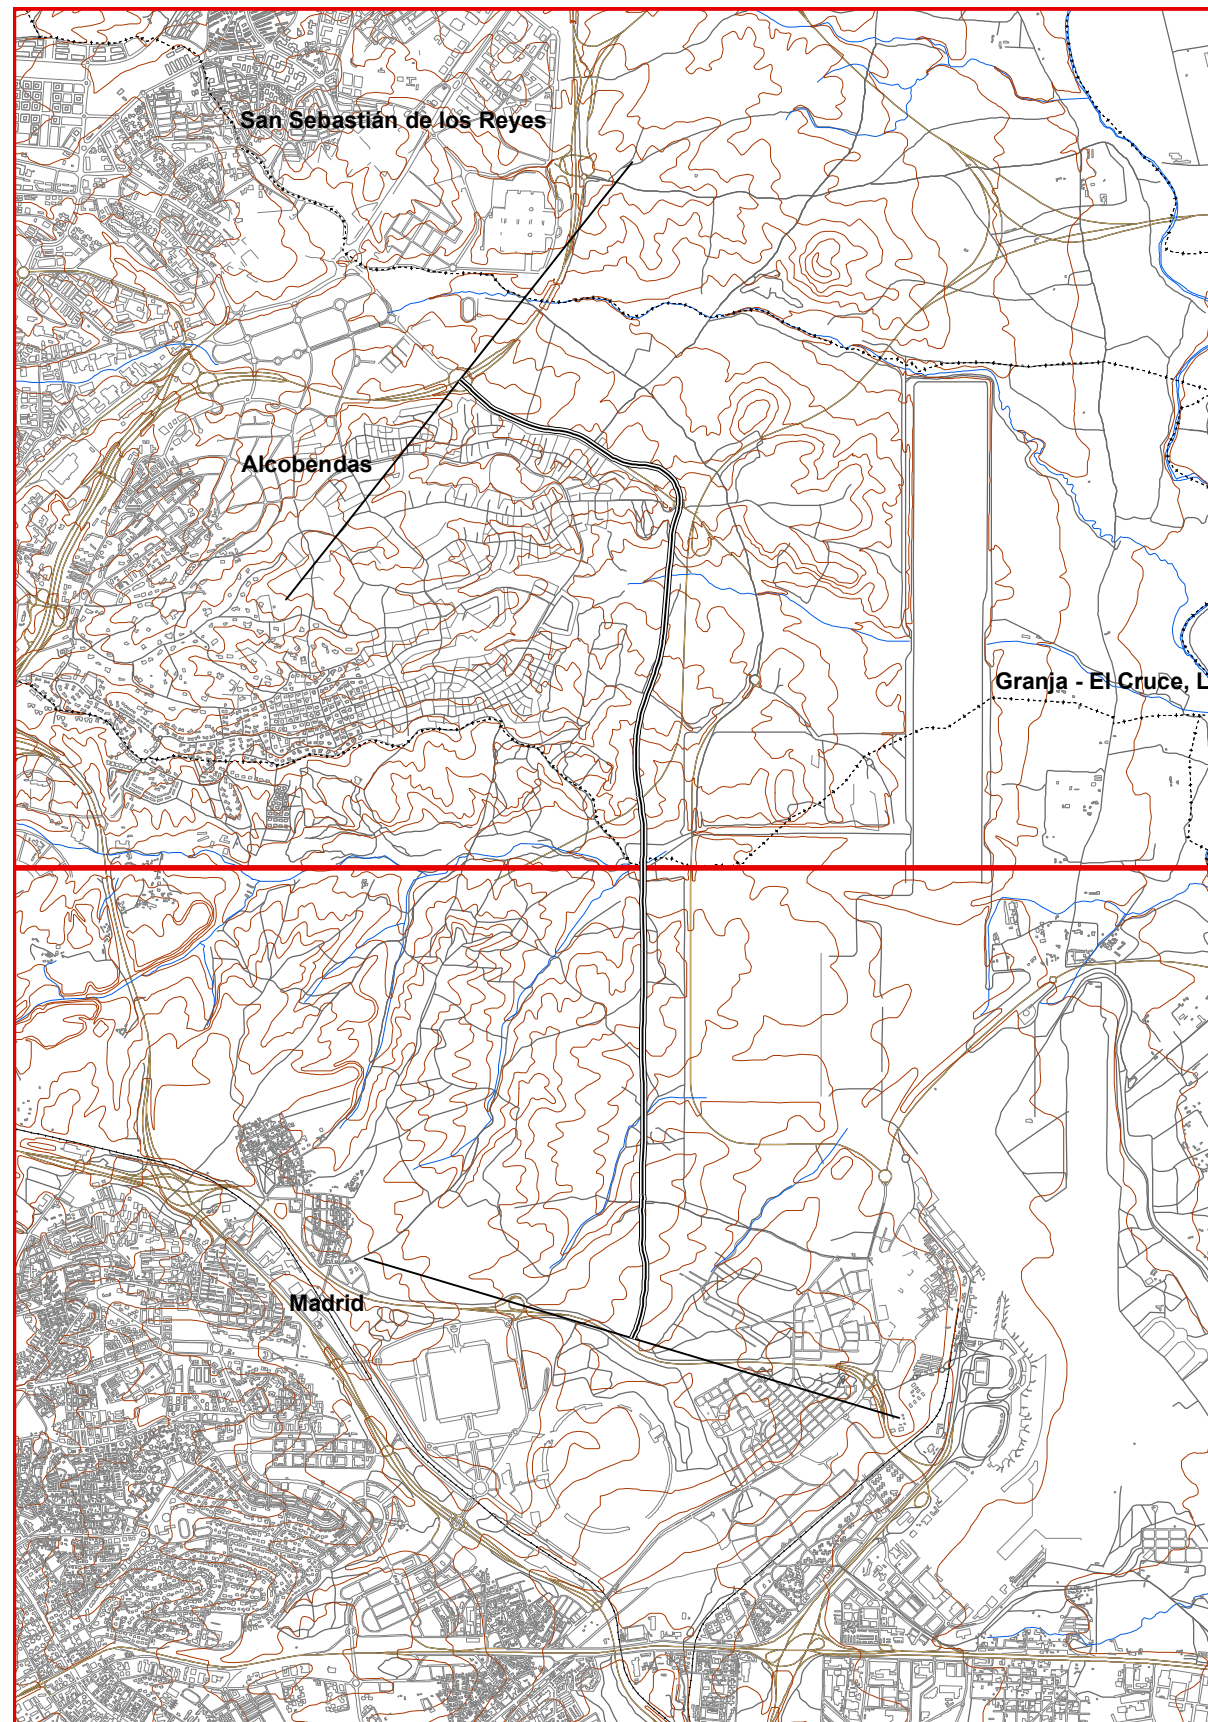 San Sebastián de los Reyes
Alcobendas
Granja - El Cruce, L
Madrid